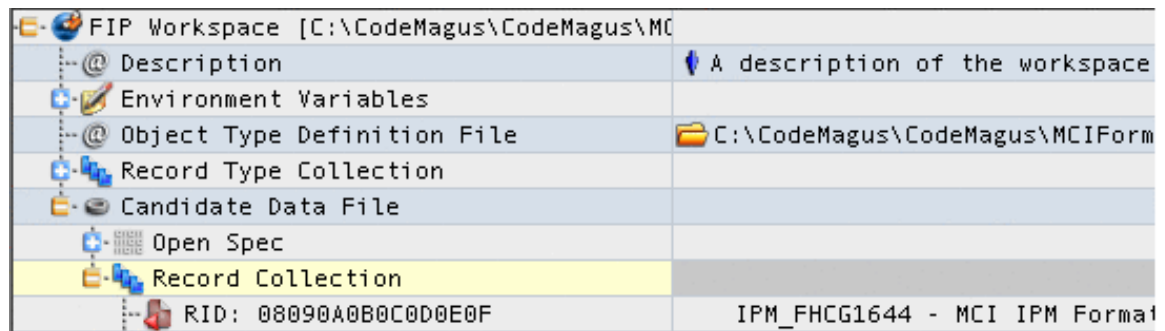 FIP Workspace [C:\CodeMagus\CodeMagus\MC
@ Description A description of the workspace
Environment Variables
@ Object Type Definition File C:\CodeMagus\CodeMagus\MCIForm
Record Type Collection
Candidate Data File
Open Spec
Record Collection
RID: 08090A0B0C0D0E0F IPM_FHCG1644 - MCI IPM Format